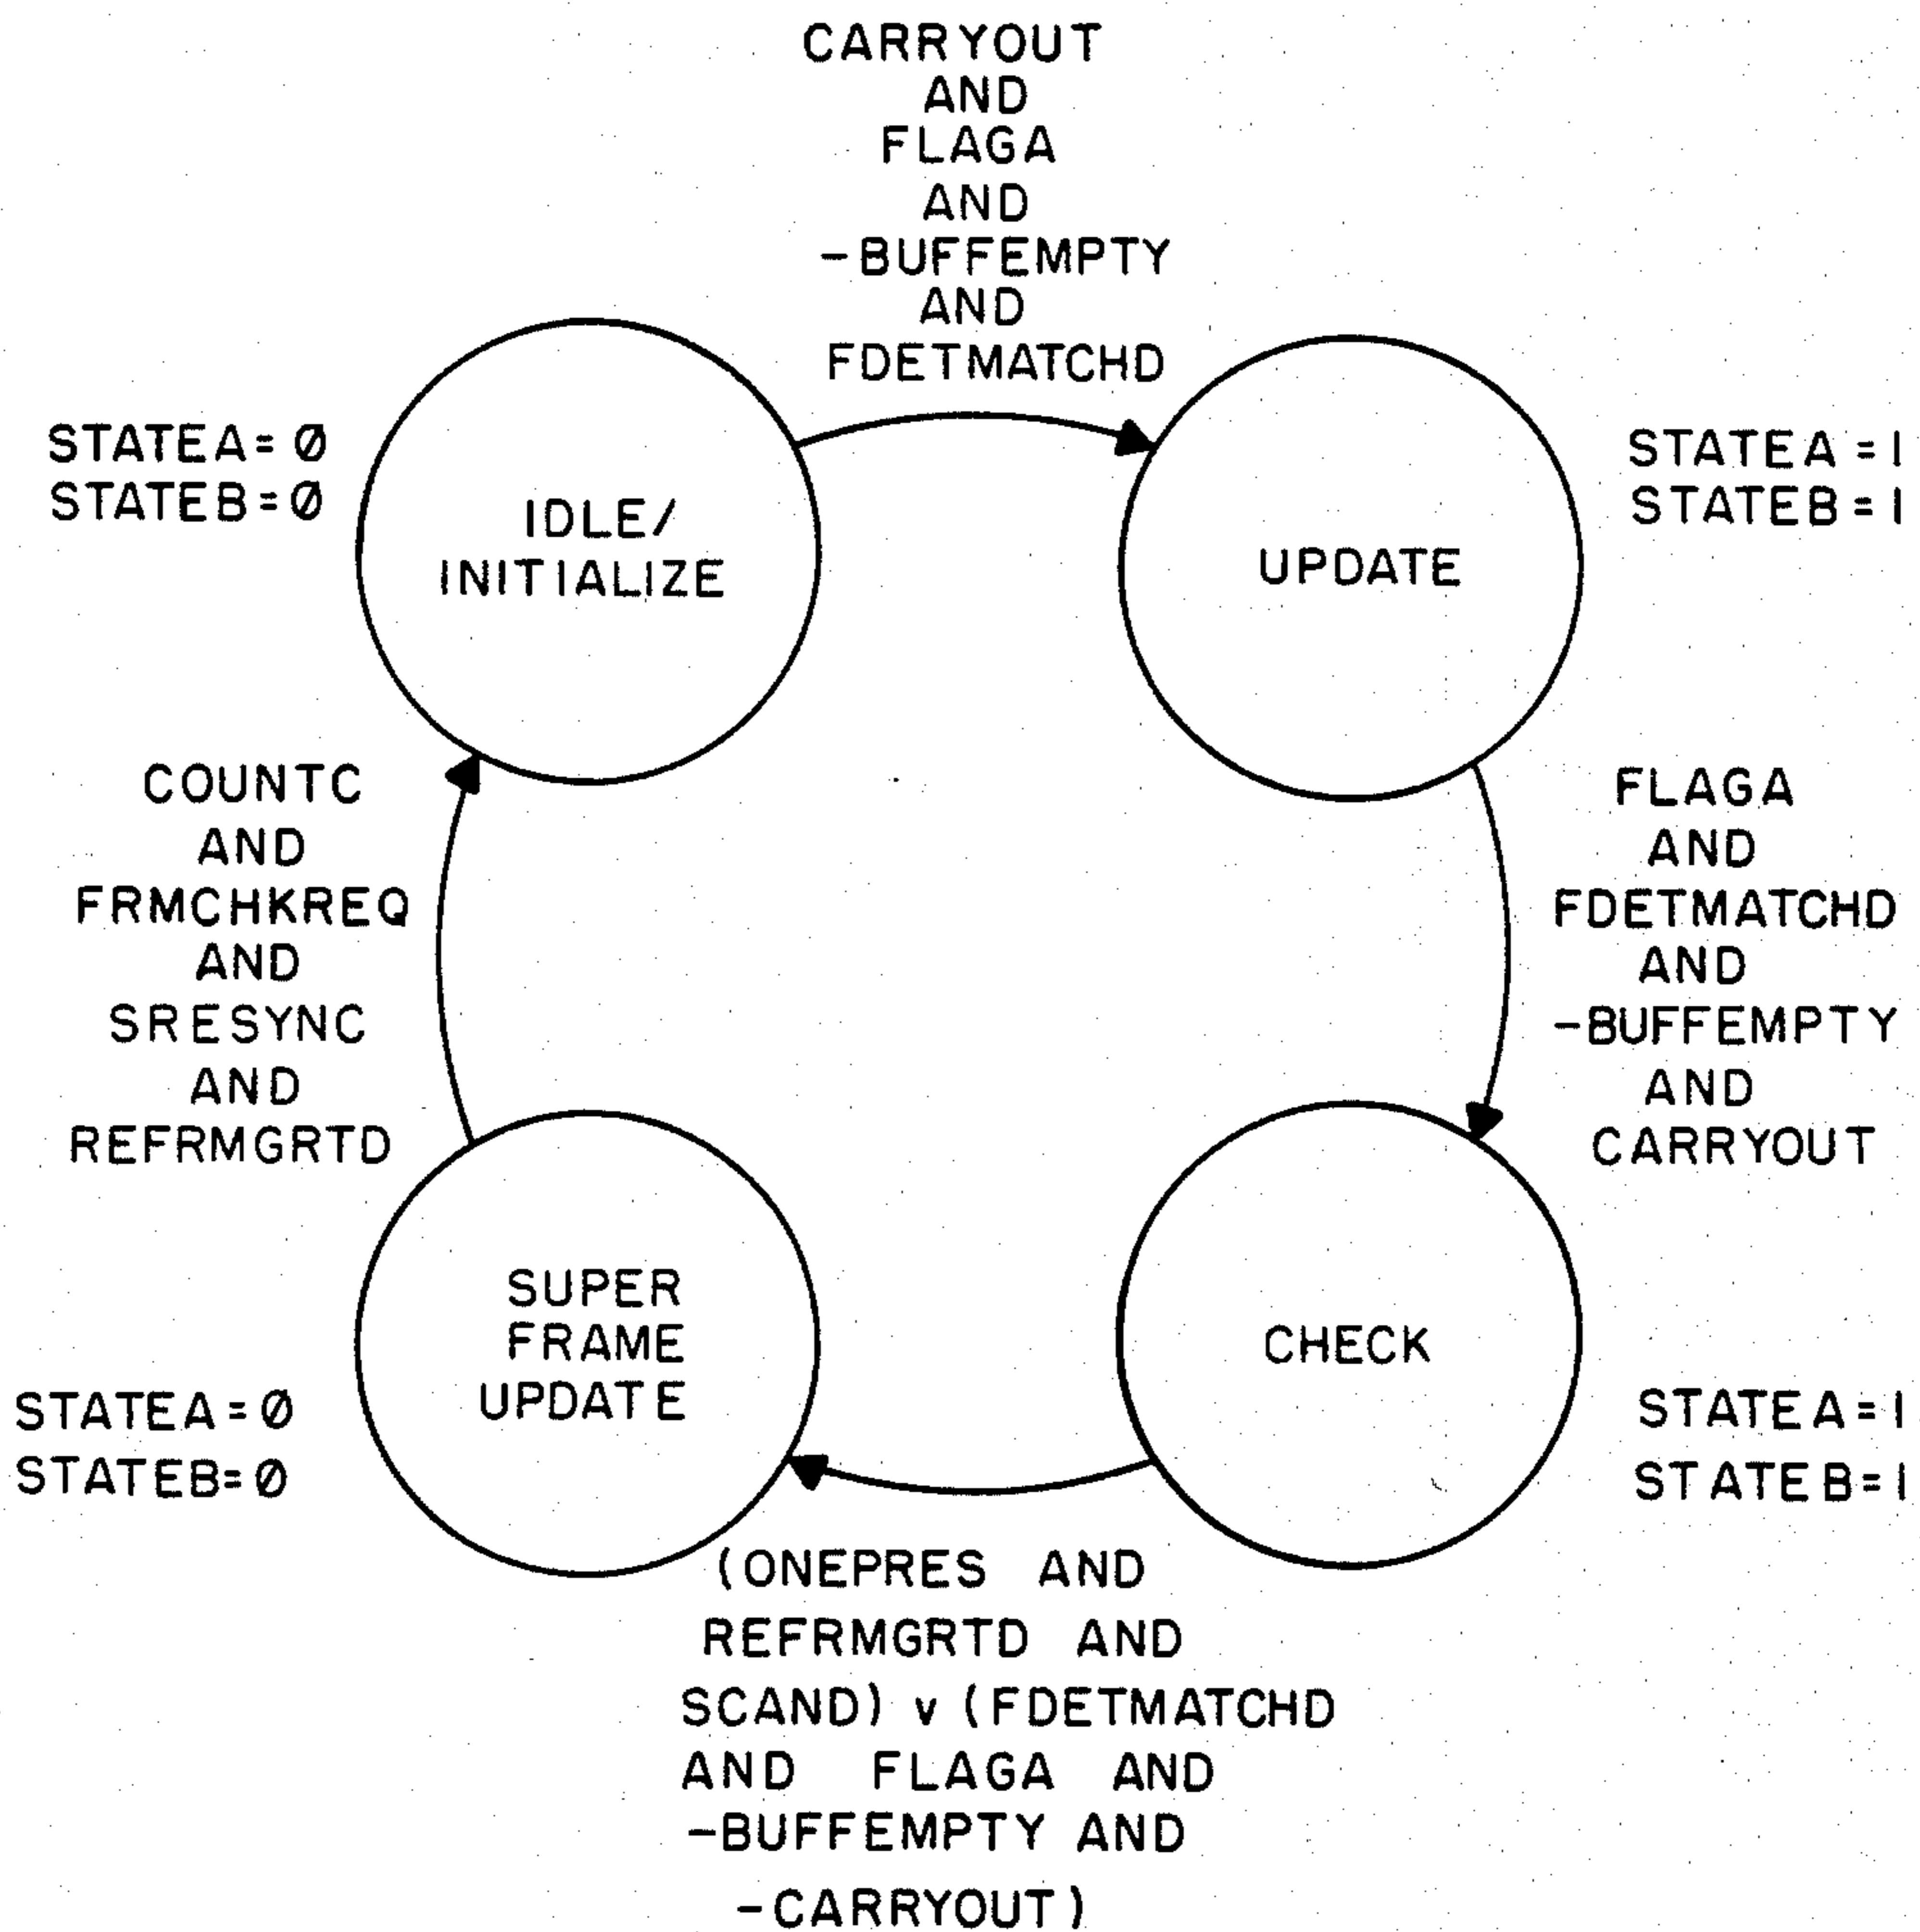 CARRYOUT
AND
FLAGA
AND
-BUFFEMPTY
AND
FDETMATCHD
STATEA=Ø
STATEB=Ø
IDLE/
INITIALIZE
UPDATE
STATEA=1
STATEB=1
COUNTC
AND
FRMCHKREQ
AND
SRESYNC
AND
REFRMGRTD
FLAGA
AND
FDETMATCHD
AND
-BUFFEMPTY
AND
CARRYOUT
SUPER
FRAME
UPDATE
STATEA=Ø
STATEB=Ø
CHECK
STATEA=1
STATEB=1
(ONEPRES AND
REFRMGRTD AND
SCAND) v (FDETMATCHD
AND FLAGA AND
-BUFFEMPTY AND
-CARRYOUT)